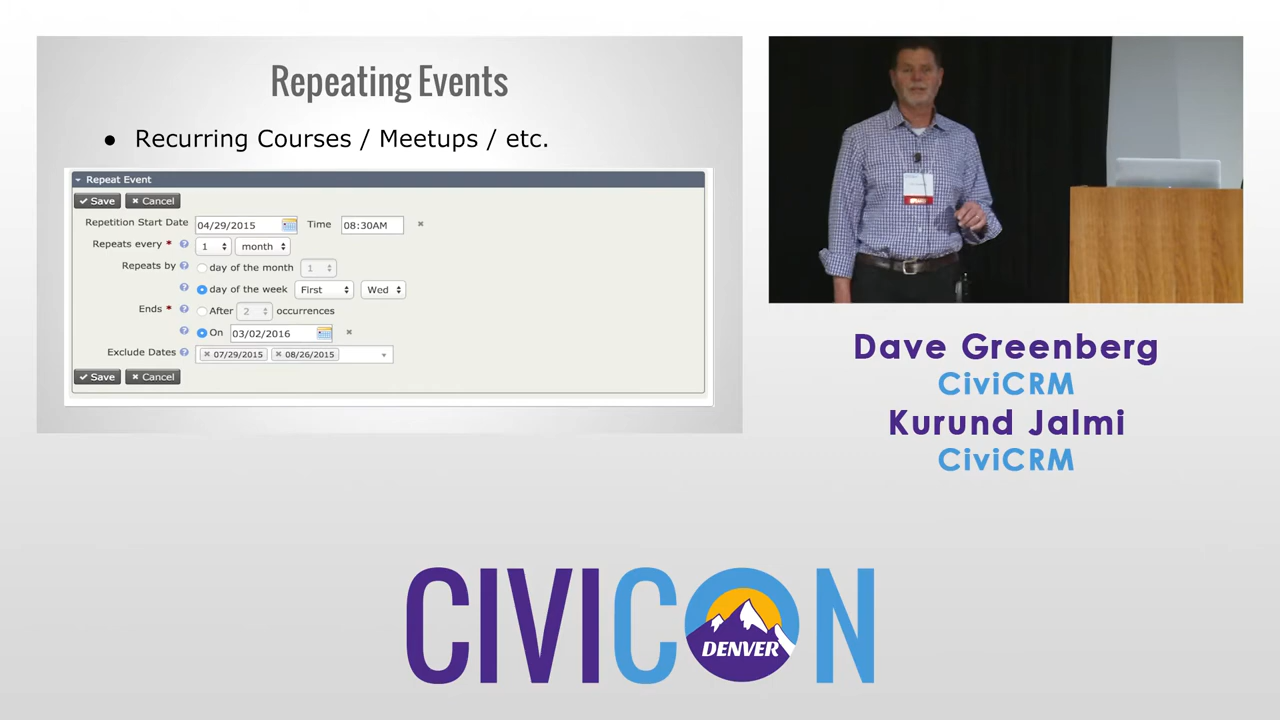 Repeating Events
● Recurring Courses / Meetups / etc.
Repeat Event
Save Cancel
Repetition Start Date 04/29/2015 Time 08:30AM
Repeats every * 1 month
Repeats by day of the month 1
day of the week First Wed
Ends * After 2 occurrences
On 03/02/2016
Exclude Dates 07/29/2015 08/26/2015
Save Cancel
Dave Greenberg
CiviCRM
Kurund Jalmi
CiviCRM
CIVICON
DENVER